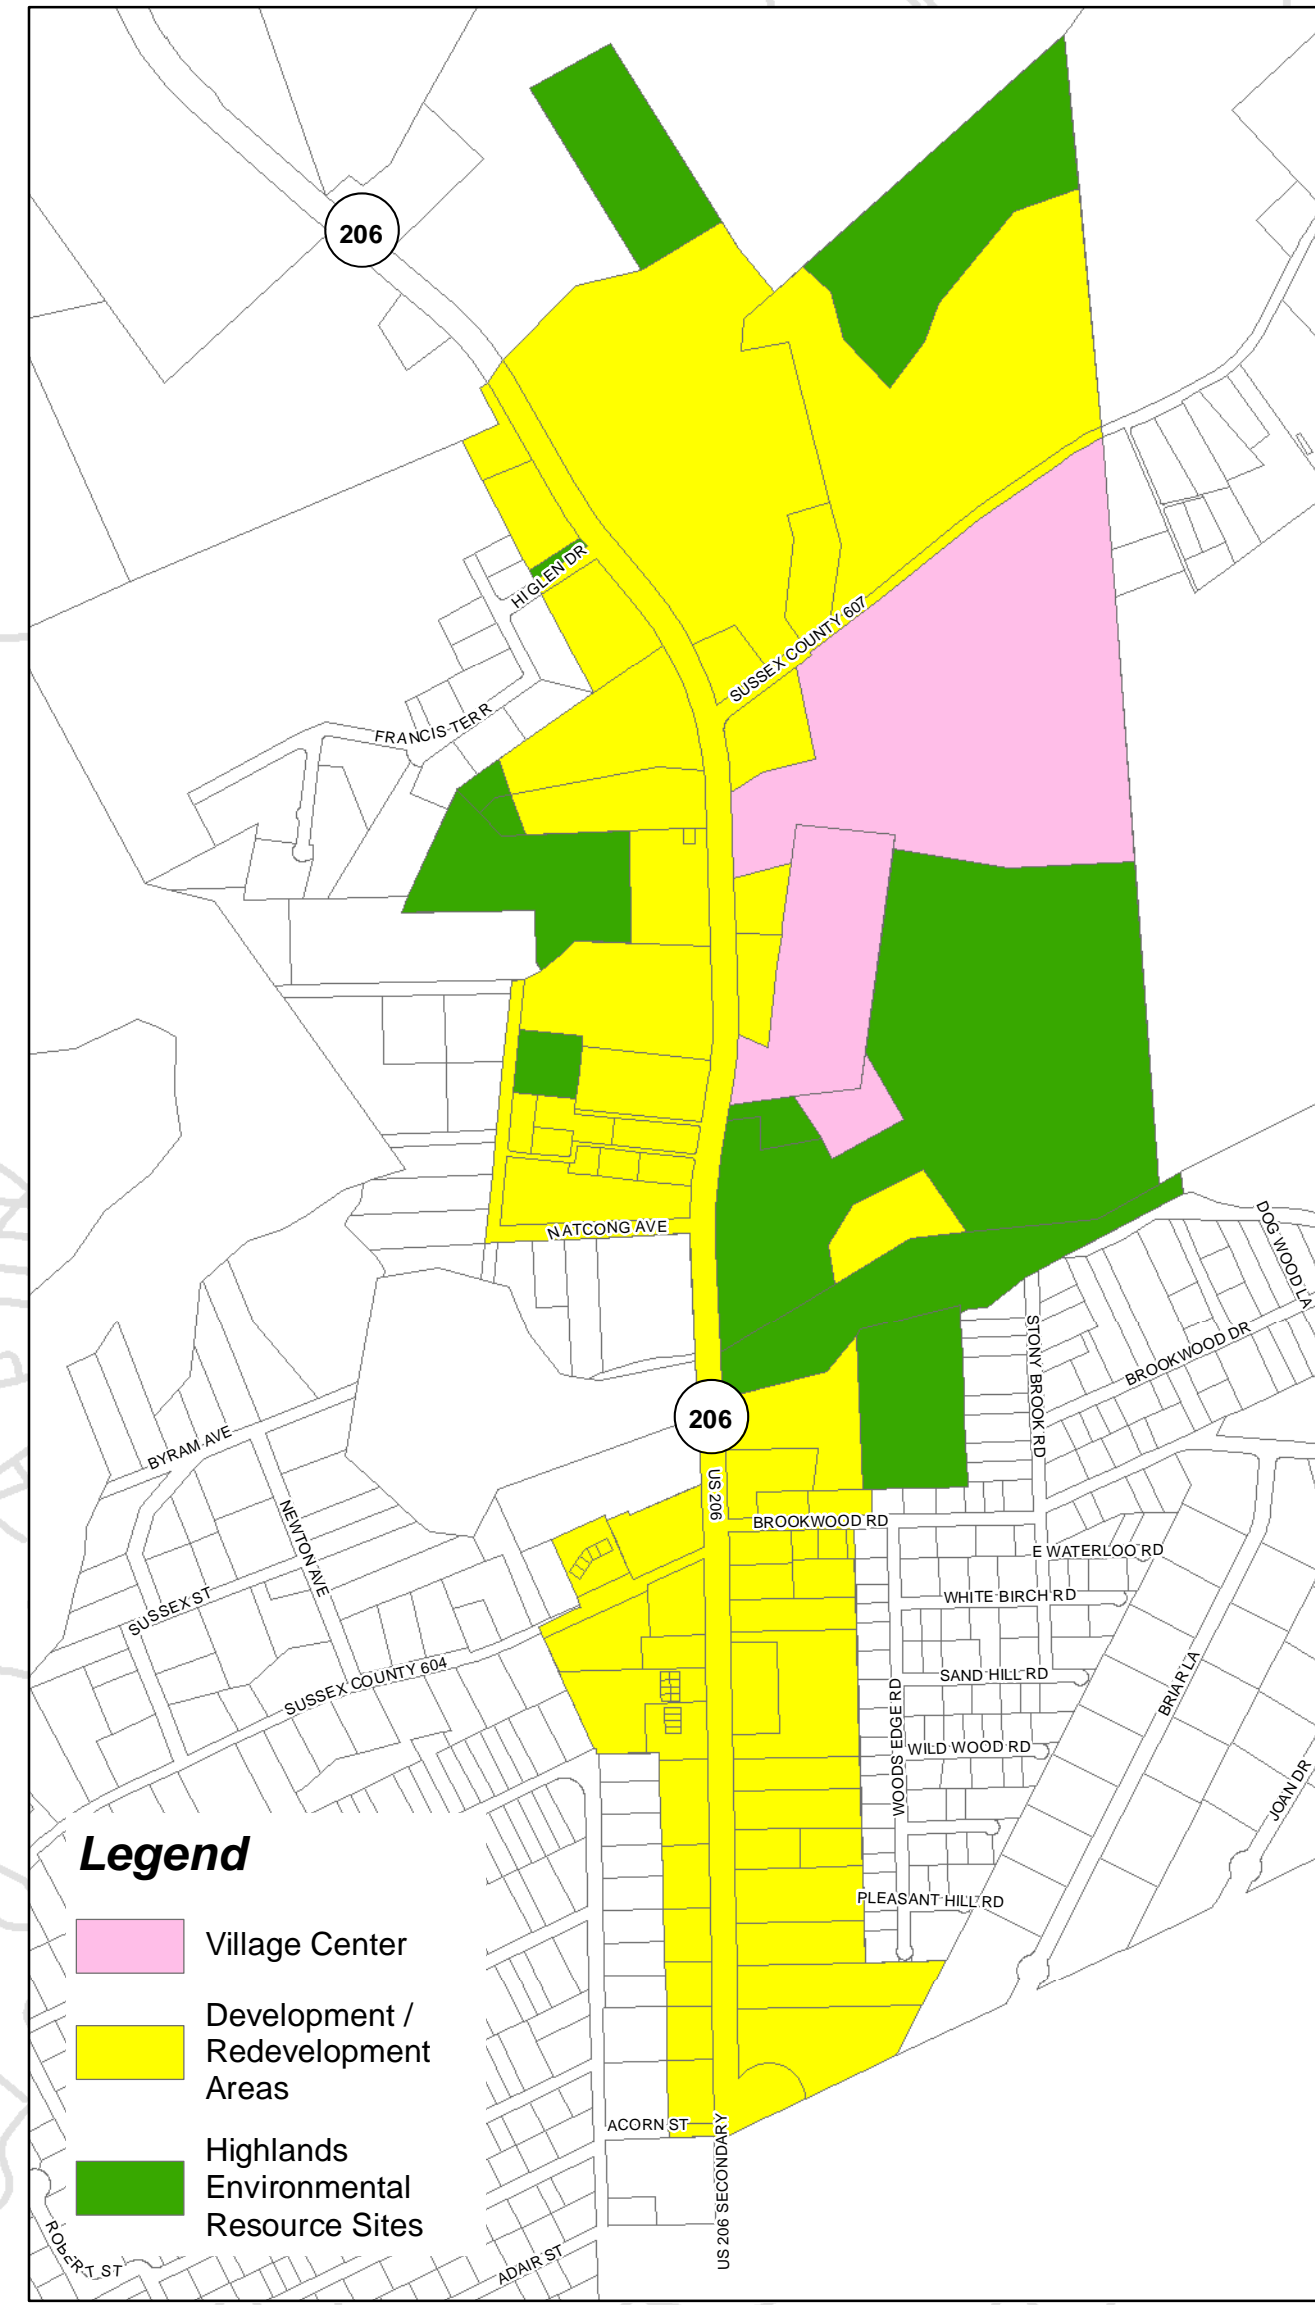 206
HIGLEN DR
SUSSEX COUNTY 607
FRANCIS TERR
NATCONG AVE
DOG WOOD LA
STONY BROOK RD
BROOKWOOD DR
206
BYRAM AVE
US 206
NEWTON AVE
BROOKWOOD RD
E WATERLOO RD
WHITE BIRCH RD
SUSSEX ST
SUSSEX COUNTY 604
SAND HILL RD
BRIAR LA
WOODS EDGE RD
WILD WOOD RD
JOAN DR
PLEASANT HILL RD
Legend
Village Center
Development /
Redevelopment
Areas
Highlands
Environmental
Resource Sites
ACORN ST
US 206 SECONDARY
ROBERT ST
ADAIR ST